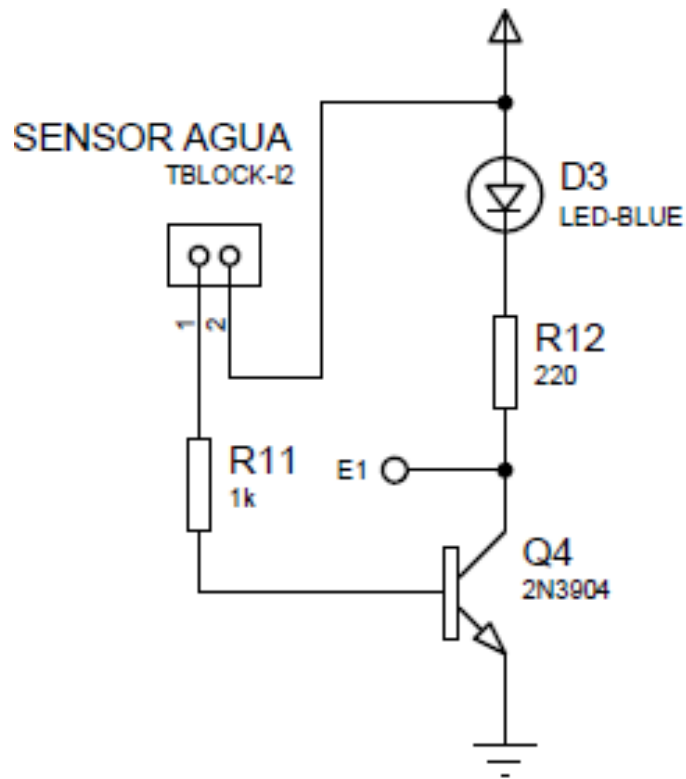 SENSOR AGUA
TBLOCK-I2
1
2
D3
LED-BLUE
R12
220
R11
1k
E1
Q4
2N3904